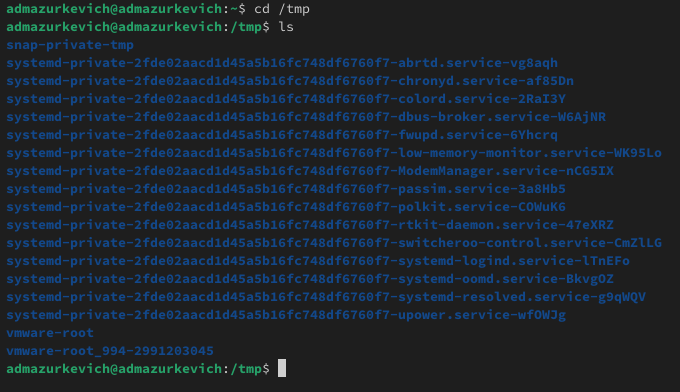 admazurkevich@admazurkevich:~$ cd /tmp
admazurkevich@admazurkevich:/tmp$ ls
snap-private-tmp
systemd-private-2fde02aacd1d45a5b16fc748df6760f7-abrtd.service-vg8aqh
systemd-private-2fde02aacd1d45a5b16fc748df6760f7-chronyd.service-af85Dn
systemd-private-2fde02aacd1d45a5b16fc748df6760f7-colord.service-2RaI3Y
systemd-private-2fde02aacd1d45a5b16fc748df6760f7-dbus-broker.service-W6AjNR
systemd-private-2fde02aacd1d45a5b16fc748df6760f7-fwupd.service-6Yhcrq
systemd-private-2fde02aacd1d45a5b16fc748df6760f7-low-memory-monitor.service-WK95Lo
systemd-private-2fde02aacd1d45a5b16fc748df6760f7-ModemManager.service-nCGSIX
systemd-private-2fde02aacd1d45a5b16fc748df6760f7-passim.service-3a8Hb5
systemd-private-2fde02aacd1d45a5b16fc748df6760f7-polkit.service-COWuK6
systemd-private-2fde02aacd1d45a5b16fc748df6760f7-rtkit-daemon.service-47eXRZ
systemd-private-2fde02aacd1d45a5b16fc748df6760f7-switcheroo-control.service-CmZlLG
systemd-private-2fde02aacd1d45a5b16fc748df6760f7-systemd-logind.service-lTnEFo
systemd-private-2fde02aacd1d45a5b16fc748df6760f7-systemd-oomd.service-BkvgOZ
systemd-private-2fde02aacd1d45a5b16fc748df6760f7-systemd-resolved.service-g9qWQV
systemd-private-2fde02aacd1d45a5b16fc748df6760f7-upower.service-wfOWJg
vmware-root
vmware-root_994-2991203045
admazurkevich@admazurkevich:/tmp$